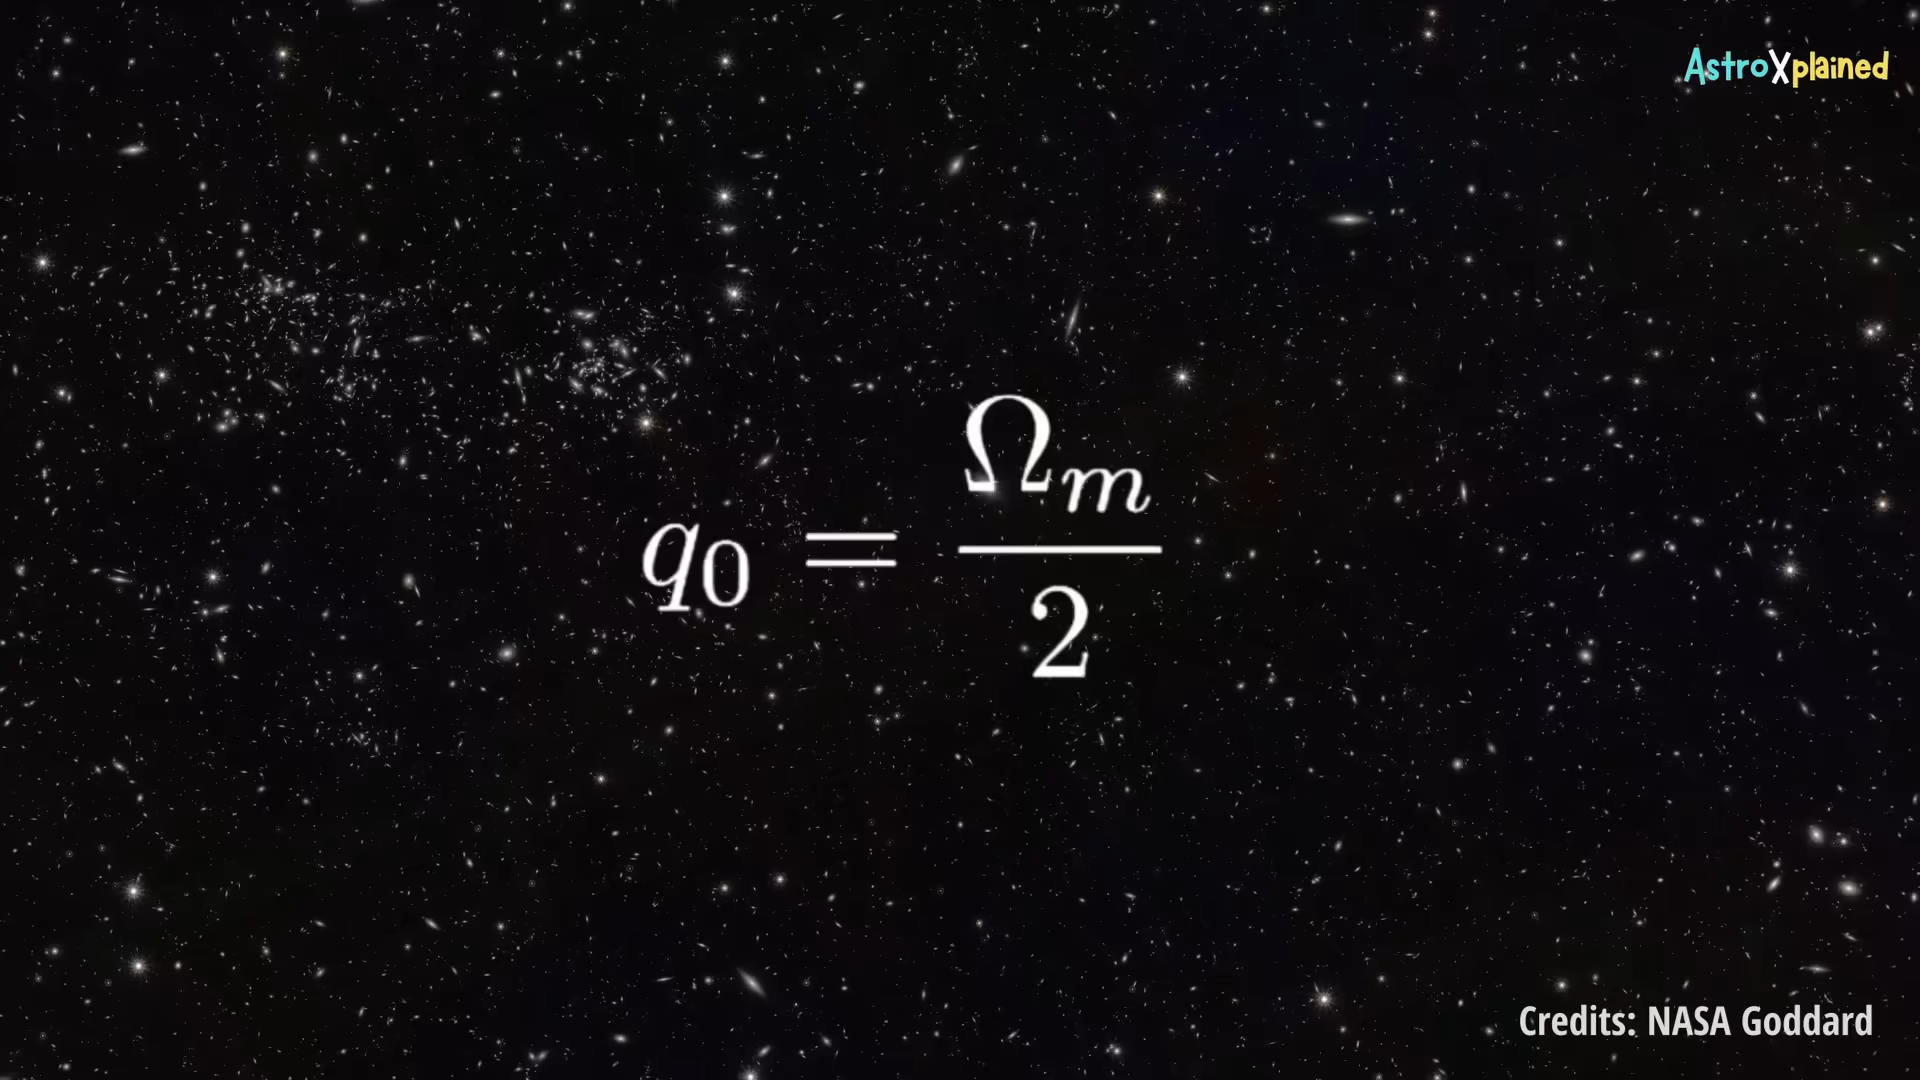 AstroXplained
q₀ = Ωₘ / 2
Credits: NASA Goddard